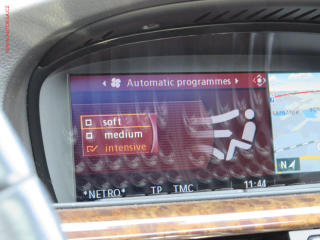 Automatic programmes
soft
medium
intensive
*NETRO* TP TMC 11:44
N